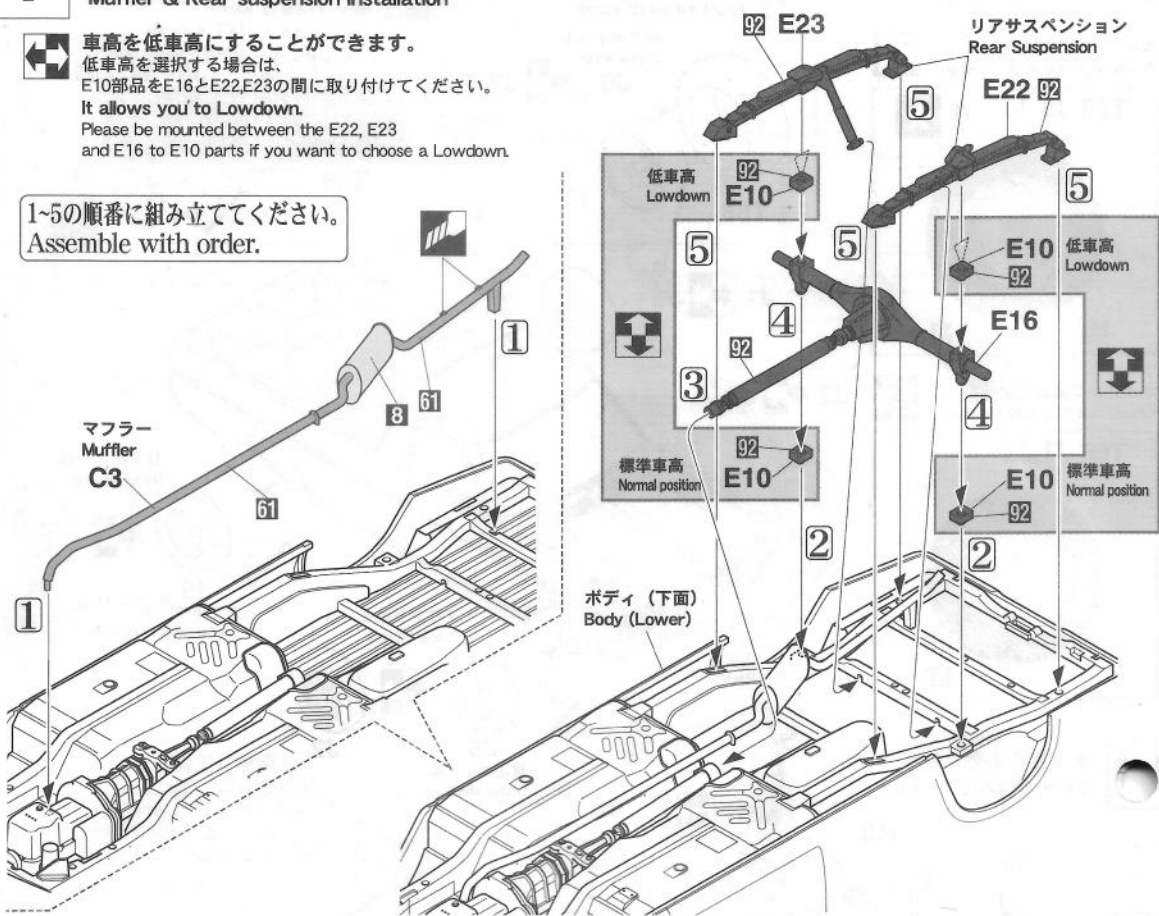 Muffler & Rear suspension installation
車高を低車高にすることができます。
低車高を選択する場合は、
E10部品をE16とE22,E23の間に取り付けてください。
It allows you to Lowdown.
Please be mounted between the E22, E23
and E16 to E10 parts if you want to choose a Lowdown.
1~5の順番に組み立ててください。
Assemble with order.
1
61
8
マフラー
Muffler
C3
61
1
92 E23
リアサスペンション
Rear Suspension
E22 92
5
5
低車高
Lowdown
92
E10
5
5
E10
92
低車高
Lowdown
4
E16
92
3
4
標準車高
Normal position
92
E10
E10
92
標準車高
Normal position
2
2
ボディ（下面）
Body (Lower)